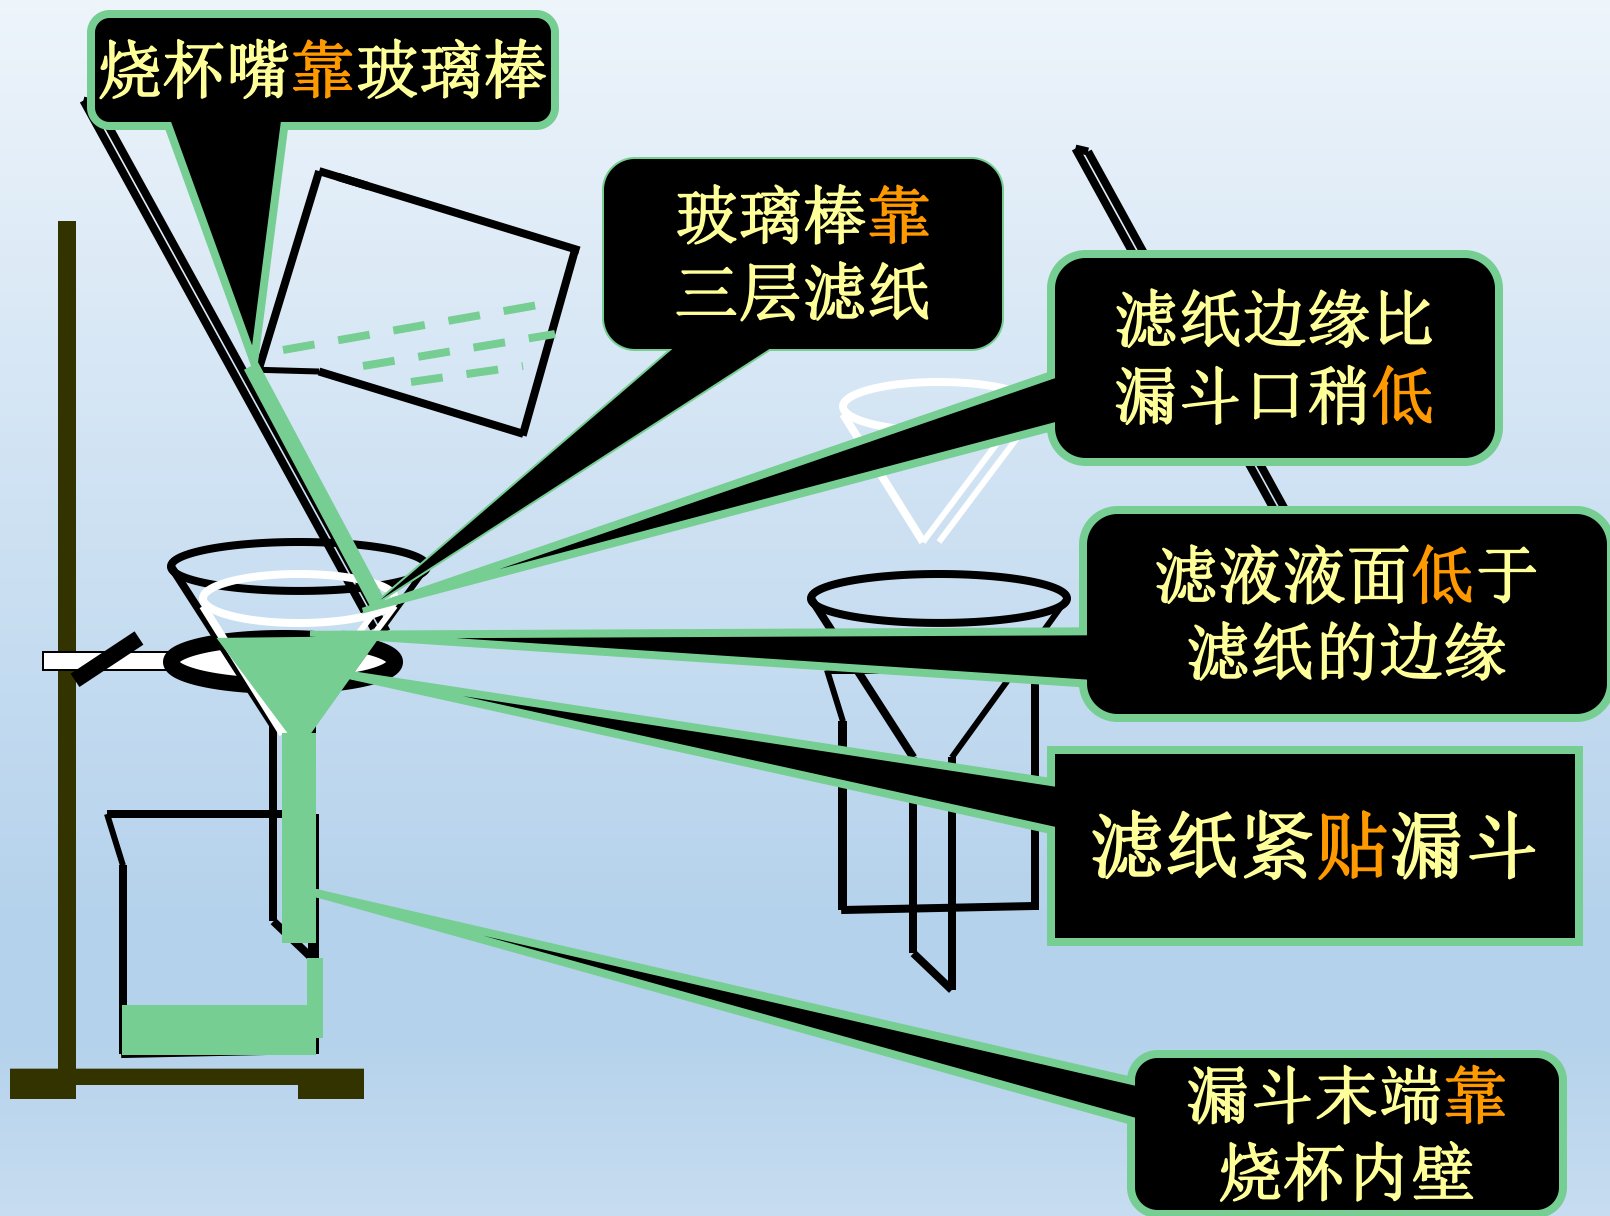 烧杯嘴靠玻璃棒
玻璃棒靠
三层滤纸
滤纸边缘比
漏斗口稍低
滤液液面低于
滤纸的边缘
滤纸紧贴漏斗
漏斗末端靠
烧杯内壁